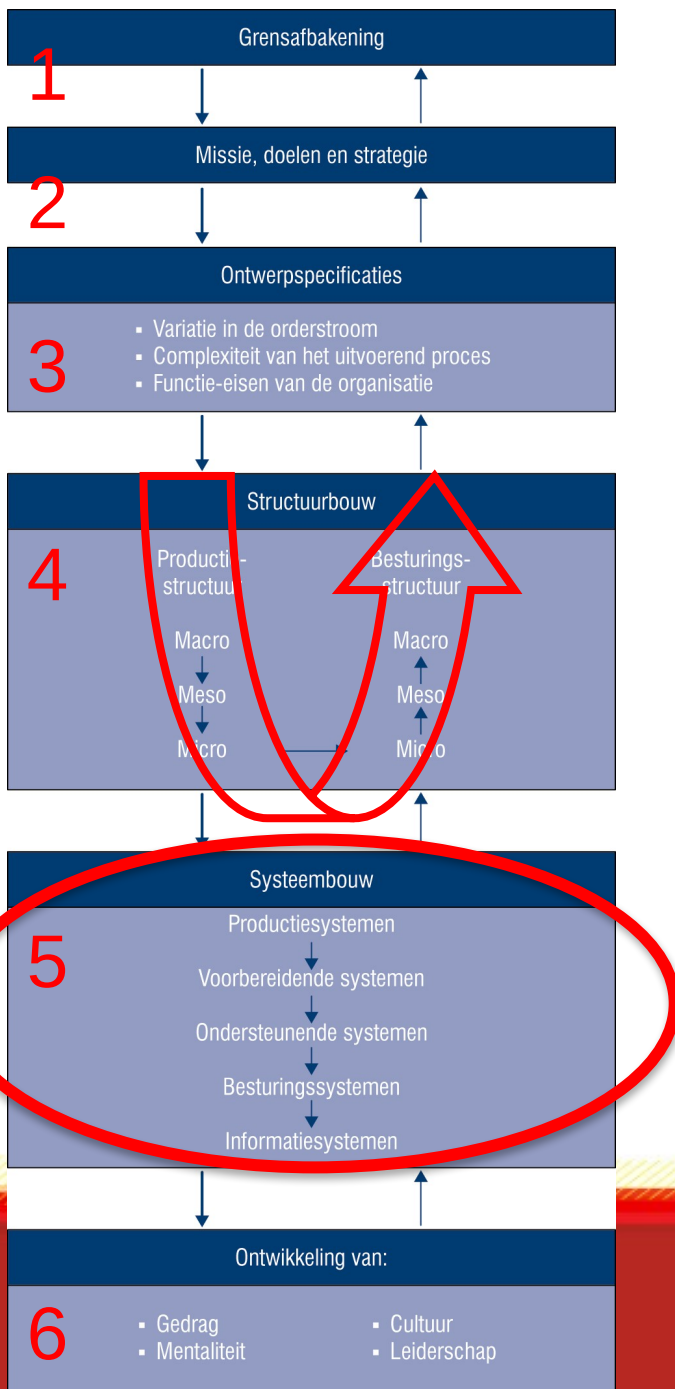 Grensafbakening
1
Missie, doelen en strategie
2
Ontwerpspecificaties
3
▪ Variatie in de orderstroom
▪ Complexiteit van het uitvoerend proces
▪ Functie-eisen van de organisatie
Structuurbouw
4
Productie-
structuur
Macro
Meso
Micro
Besturings-
structuur
Macro
Meso
Micro
Systeembouw
5
Productiesystemen
Voorbereidende systemen
Ondersteunende systemen
Besturingssystemen
Informatiesystemen
Ontwikkeling van:
6
▪ Gedrag
▪ Mentaliteit
▪ Cultuur
▪ Leiderschap